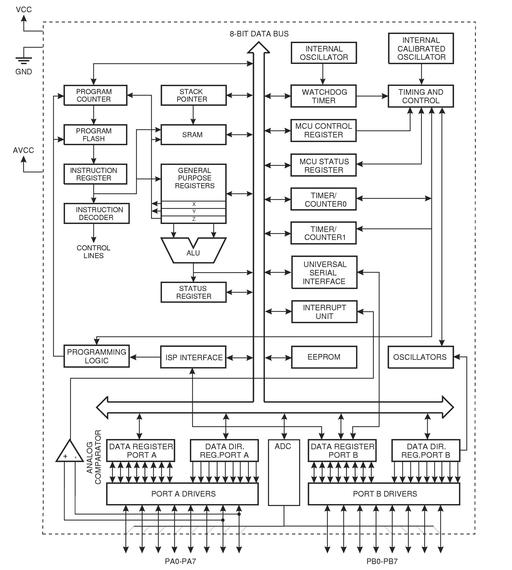 VCC
8-BIT DATA BUS
INTERNAL
OSCILLATOR
INTERNAL
CALIBRATED
OSCILLATOR
GND
PROGRAM
COUNTER
STACK
POINTER
WATCHDOG
TIMER
TIMING AND
CONTROL
PROGRAM
FLASH
SRAM
MCU CONTROL
REGISTER
AVCC
INSTRUCTION
REGISTER
GENERAL
PURPOSE
REGISTERS
MCU STATUS
REGISTER
X
Y
Z
INSTRUCTION
DECODER
TIMER/
COUNTER0
CONTROL
LINES
ALU
TIMER/
COUNTER1
STATUS
REGISTER
UNIVERSAL
SERIAL
INTERFACE
INTERRUPT
UNIT
PROGRAMMING
LOGIC
ISP INTERFACE
EEPROM
OSCILLATORS
ANALOG
COMPARATOR
+
-
DATA REGISTER
PORT A
DATA DIR.
REG.PORT A
ADC
DATA REGISTER
PORT B
DATA DIR.
REG.PORT B
PORT A DRIVERS
PORT B DRIVERS
PA0-PA7
PB0-PB7